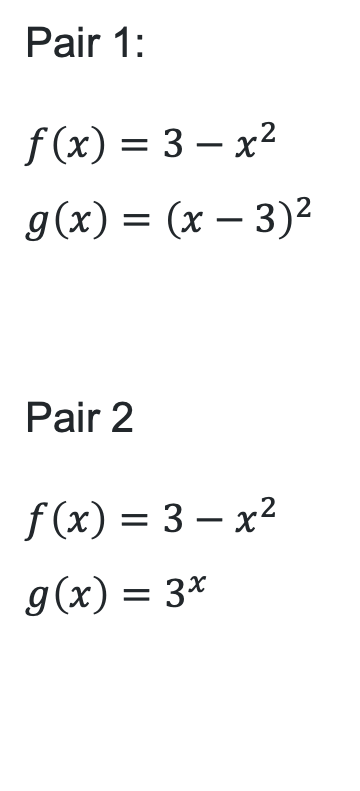 Pair 1:
f(x) = 3 − x²
g(x) = (x − 3)²
Pair 2
f(x) = 3 − x²
g(x) = 3ˣ